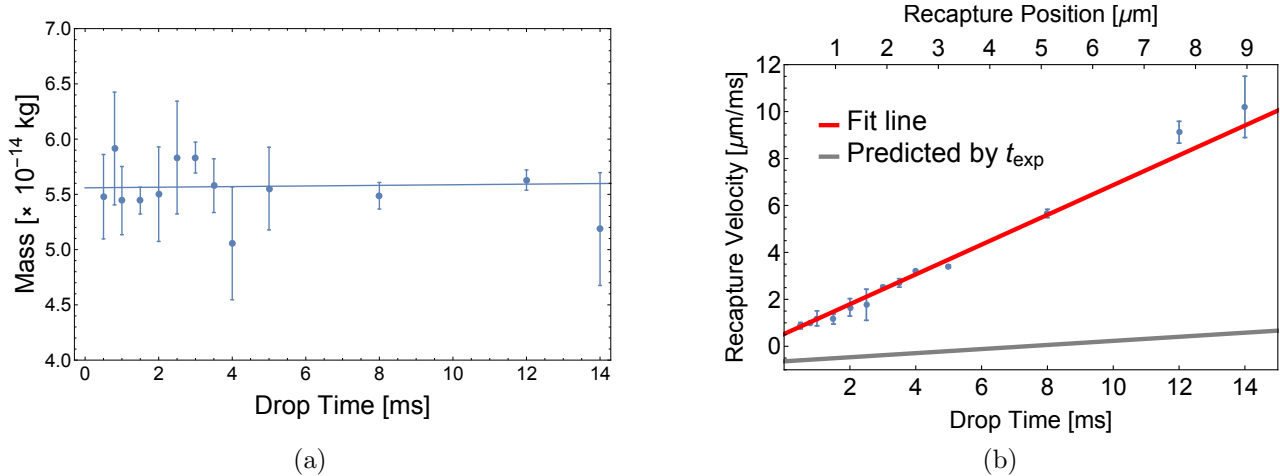 7.0
6.5
6.0
5.5
5.0
4.5
4.0
Mass [× 10⁻¹⁴ kg]
0 2 4 6 8 10 12 14
Drop Time [ms]
(a)
Recapture Position [μm]
1 2 3 4 5 6 7 8 9
12
10
8
6
4
2
0
Recapture Velocity [μm/ms]
Fit line
Predicted by t_exp
2 4 6 8 10 12 14
Drop Time [ms]
(b)